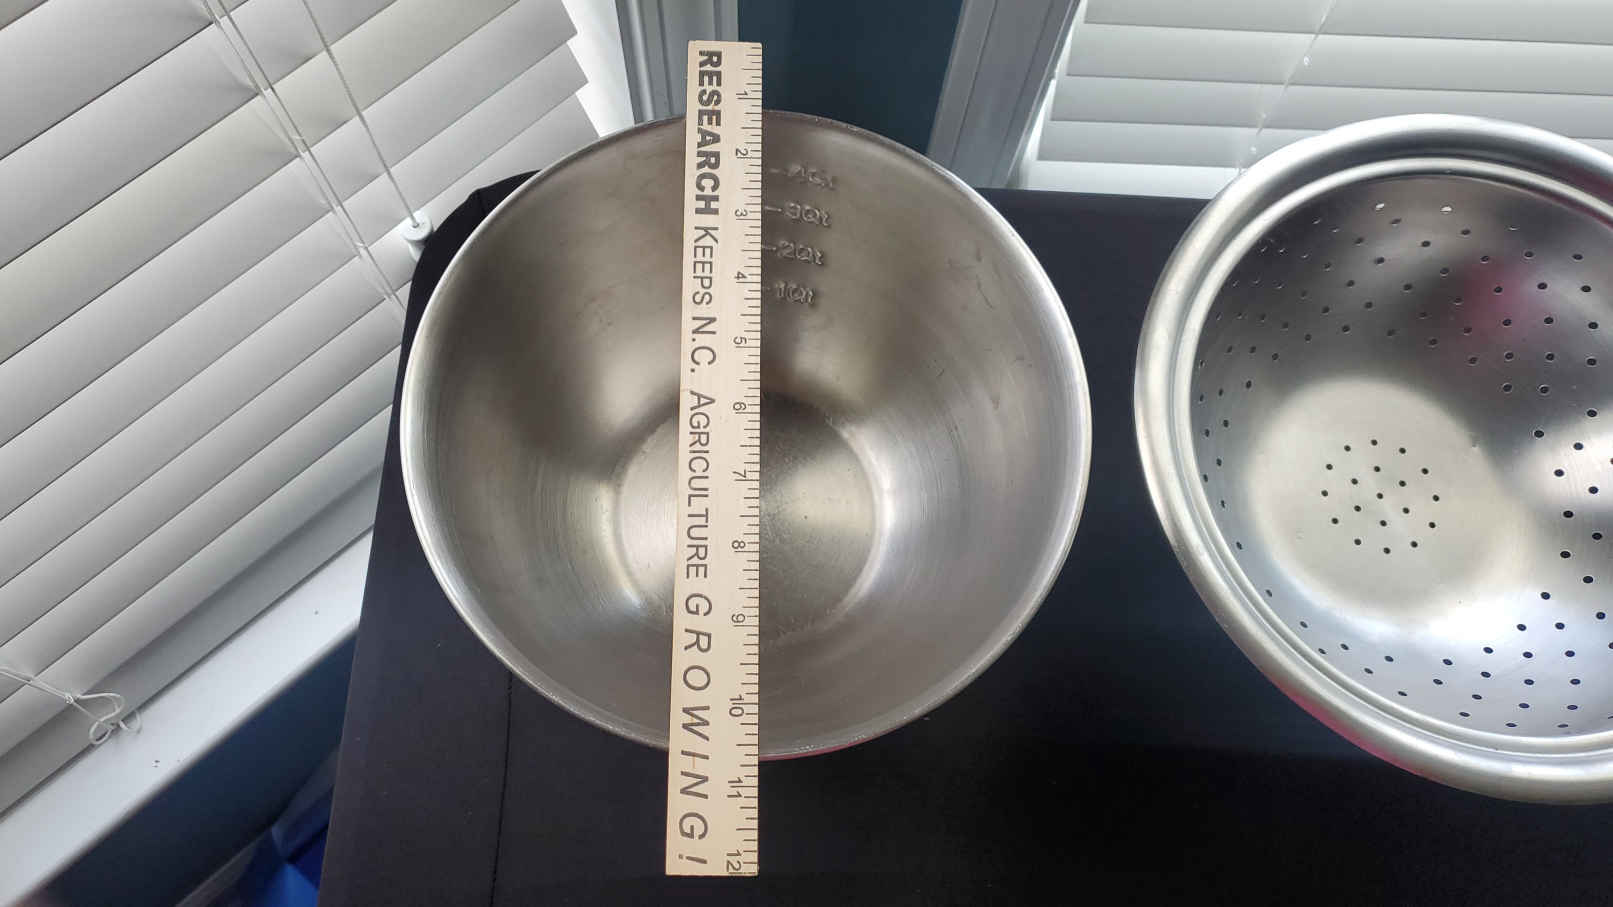 RESEARCH KEEPS N.C. AGRICULTURE GROWING!
1 2 3 4 5 6 7 8 9 10 11 12
4Qt
3Qt
2Qt
1Qt